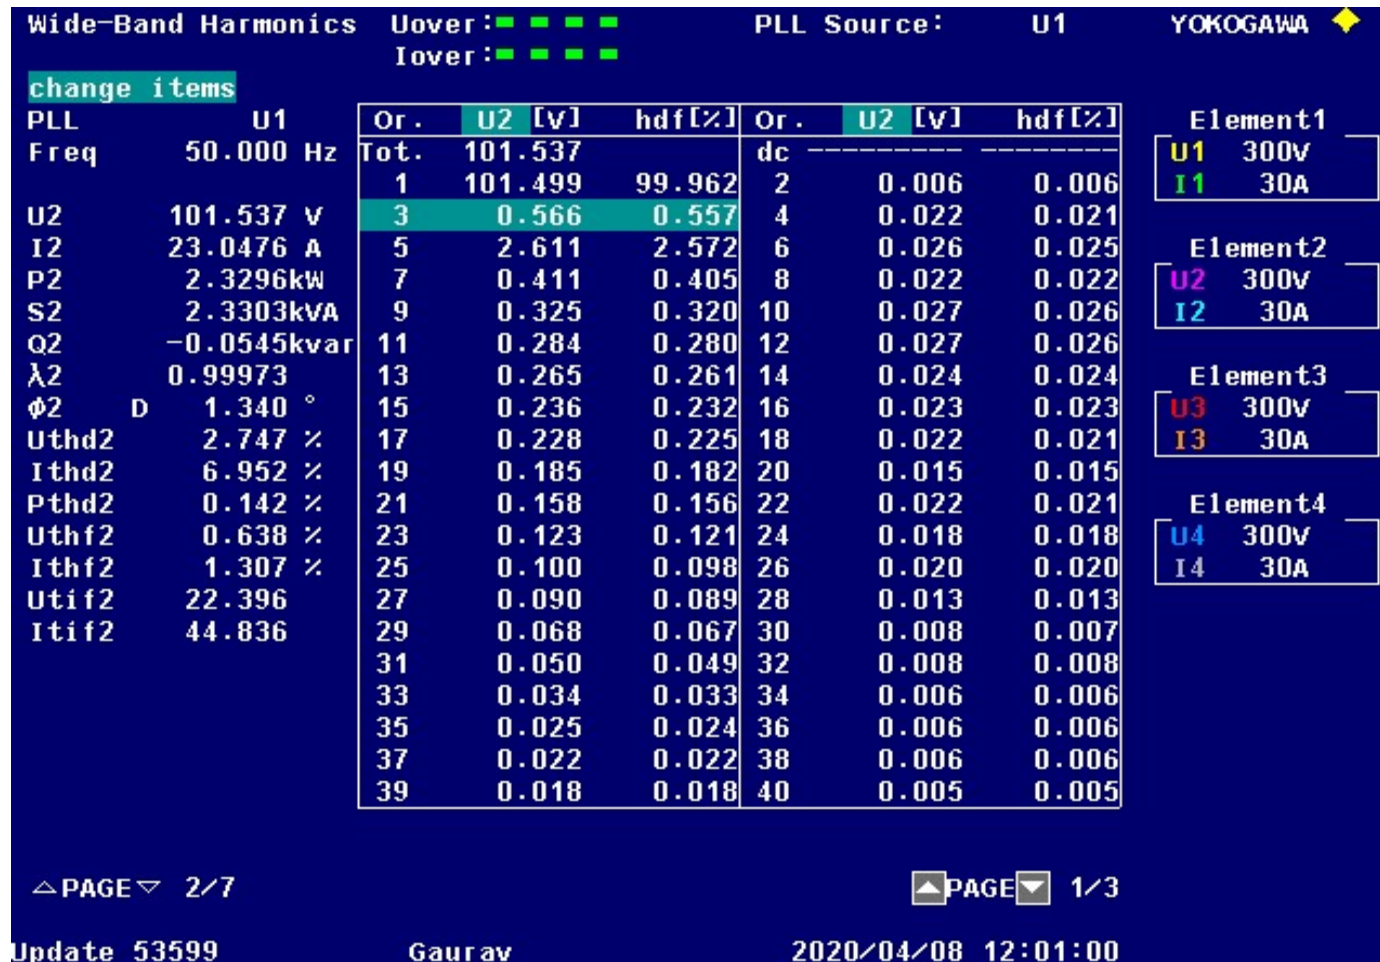 Wide-Band Harmonics Uover: PLL Source: U1 YOKOGAWA
Iover:
change items
PLL U1 Or. U2 [V] hdf[%] Or. U2 [V] hdf[%] Element1
Freq 50.000 Hz Tot. 101.537 dc --------- -------- U1 300V
1 101.499 99.962 2 0.006 0.006 I1 30A
U2 101.537 V 3 0.566 0.557 4 0.022 0.021
I2 23.0476 A 5 2.611 2.572 6 0.026 0.025 Element2
P2 2.3296kW 7 0.411 0.405 8 0.022 0.022 U2 300V
S2 2.3303kVA 9 0.325 0.320 10 0.027 0.026 I2 30A
Q2 -0.0545kvar 11 0.284 0.280 12 0.027 0.026
λ2 0.99973 13 0.265 0.261 14 0.024 0.024 Element3
ϕ2 D 1.340 ° 15 0.236 0.232 16 0.023 0.023 U3 300V
Uthd2 2.747 % 17 0.228 0.225 18 0.022 0.021 I3 30A
Ithd2 6.952 % 19 0.185 0.182 20 0.015 0.015
Pthd2 0.142 % 21 0.158 0.156 22 0.022 0.021 Element4
Uthf2 0.638 % 23 0.123 0.121 24 0.018 0.018 U4 300V
Ithf2 1.307 % 25 0.100 0.098 26 0.020 0.020 I4 30A
Utif2 22.396 27 0.090 0.089 28 0.013 0.013
Itif2 44.836 29 0.068 0.067 30 0.008 0.007
31 0.050 0.049 32 0.008 0.008
33 0.034 0.033 34 0.006 0.006
35 0.025 0.024 36 0.006 0.006
37 0.022 0.022 38 0.006 0.006
39 0.018 0.018 40 0.005 0.005
△PAGE▽ 2/7 ▲PAGE▼ 1/3
Update 53599 Gaurav 2020/04/08 12:01:00